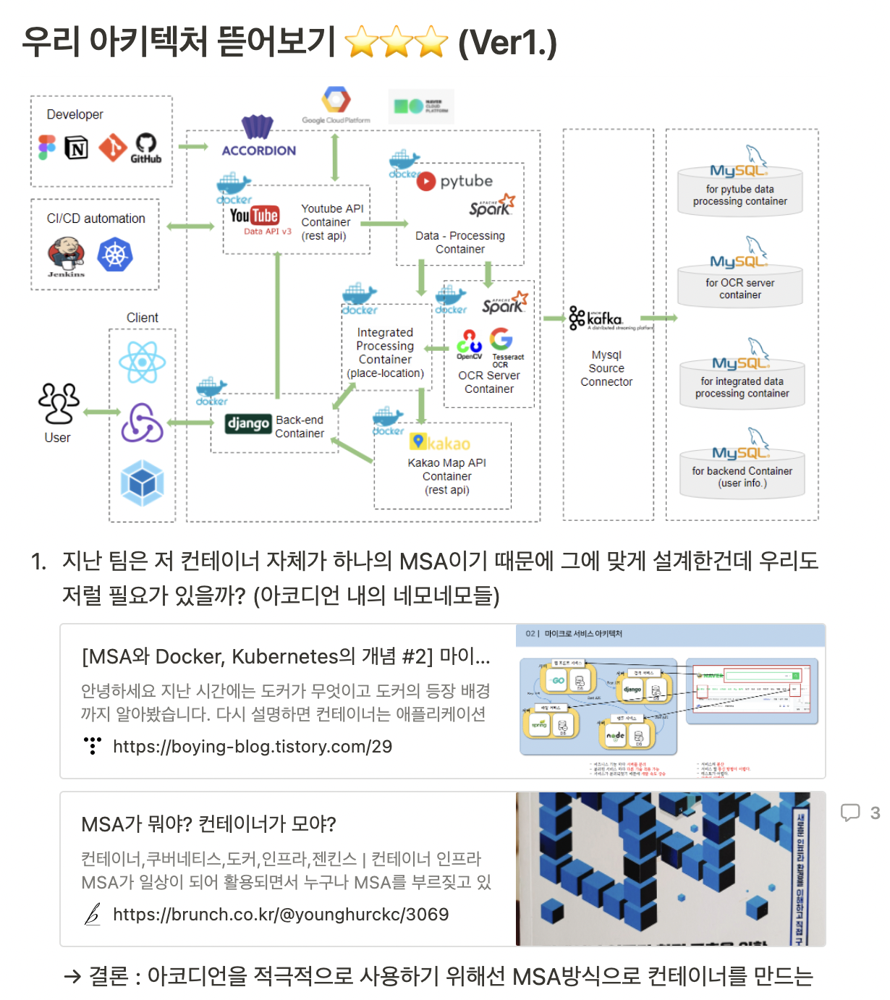 우리 아키텍처 뜯어보기 ⭐⭐⭐ (Ver1.)
Developer
GitHub
ACCORDION
Google Cloud Platform
NAVER
CLOUD
PLATFORM
CI/CD automation
Jenkins
docker
YouTube
Data API v3
Youtube API
Container
(rest api)
docker
pytube
APACHE
Spark
Data - Processing
Container
docker
Integrated
Processing
Container
(place-location)
docker
APACHE
Spark
OpenCV
Tesseract
OCR
OCR Server
Container
Client
User
docker
django
Back-end
Container
docker
kakao
Kakao Map API
Container
(rest api)
APACHE
kafka
A distributed streaming platform
Mysql
Source
Connector
MySQL
for pytube data
processing container
MySQL
for OCR server
container
MySQL
for integrated data
processing container
MySQL
for backend Container
(user info.)
1. 지난 팀은 저 컨테이너 자체가 하나의 MSA이기 때문에 그에 맞게 설계한건데 우리도
저럴 필요가 있을까? (아코디언 내의 네모네모들)
[MSA와 Docker, Kubernetes의 개념 #2] 마이...
안녕하세요 지난 시간에는 도커가 무엇이고 도커의 등장 배경
까지 알아봤습니다. 다시 설명하면 컨테이너는 애플리케이션
https://boying-blog.tistory.com/29
02 | 마이크로 서비스 아키텍처
GO
DB
django
DB
spring
DB
node
DB
NAVER
MSA가 뭐야? 컨테이너가 모야?
컨테이너,쿠버네티스,도커,인프라,젠킨스 | 컨테이너 인프라
MSA가 일상이 되어 활용되면서 누구나 MSA를 부르짖고 있
https://brunch.co.kr/@younghurckc/3069
새로운 인프라 환경을 이해하고 직접 구
3
→ 결론 : 아코디언을 적극적으로 사용하기 위해선 MSA방식으로 컨테이너를 만드는